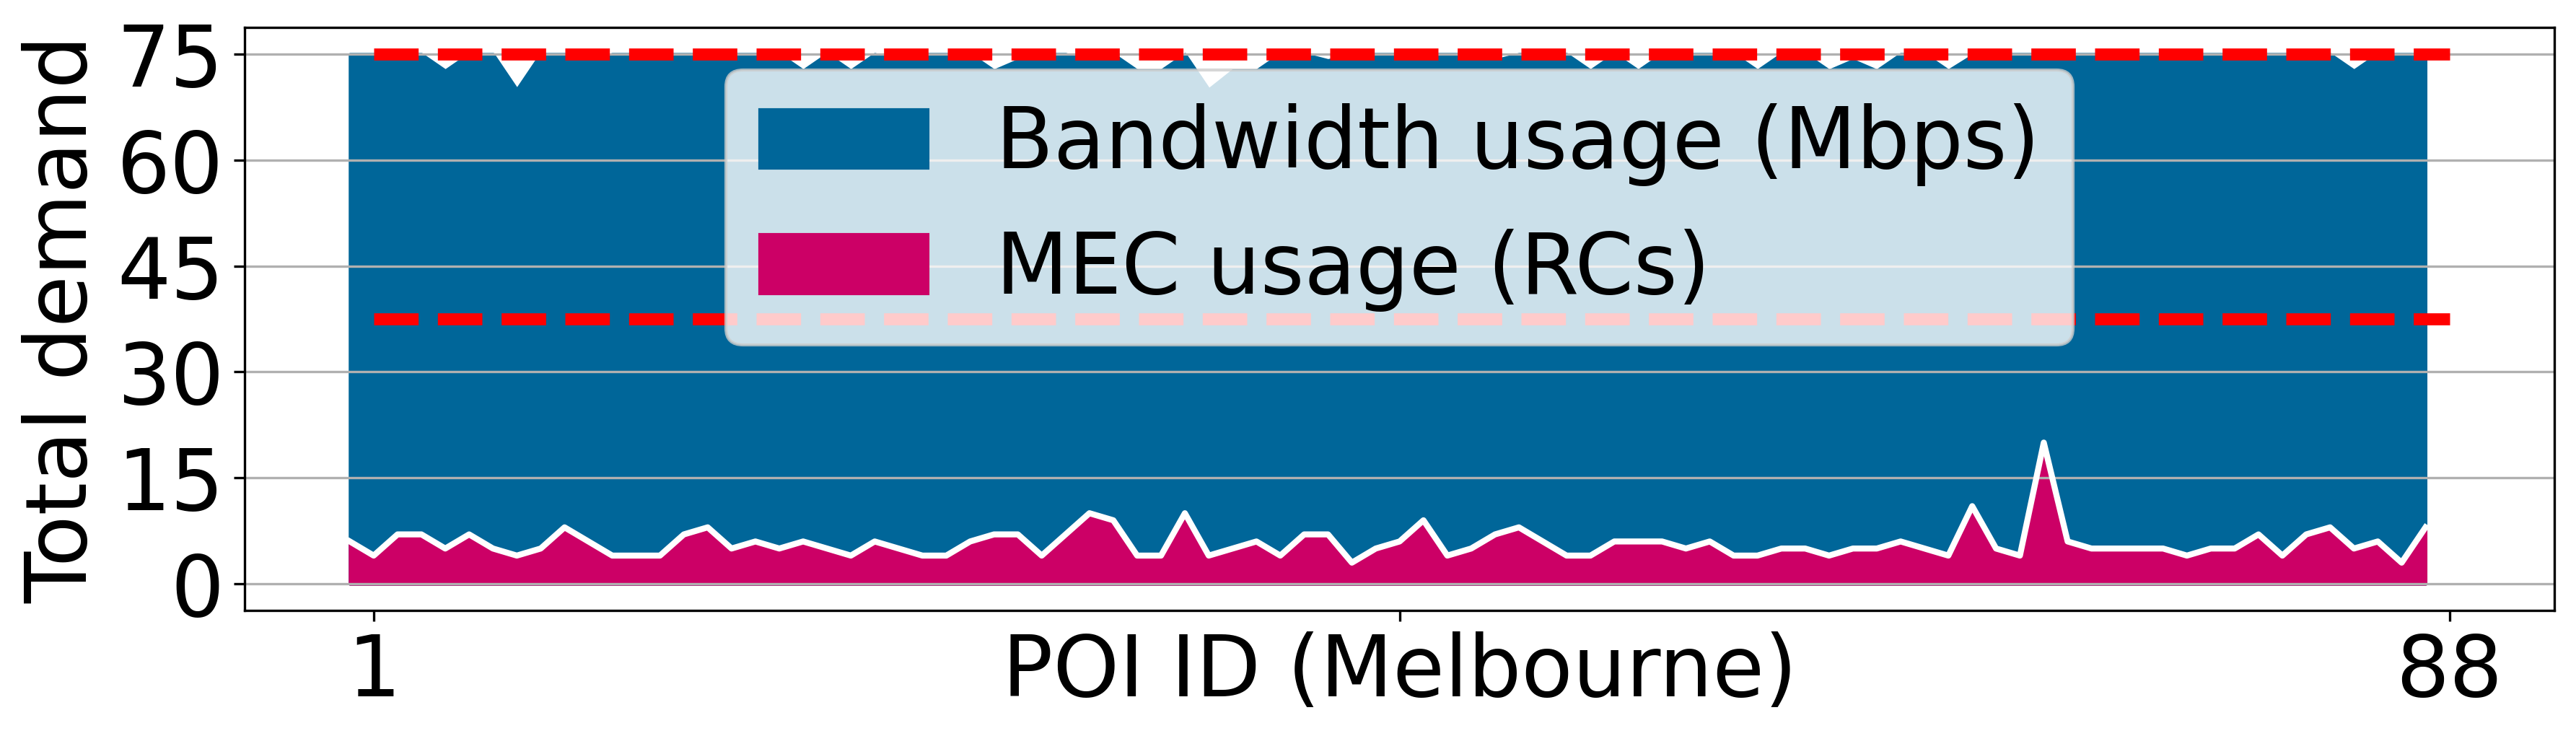 Total demand
75
60
45
30
15
0
Bandwidth usage (Mbps)
MEC usage (RCs)
1
POI ID (Melbourne)
88